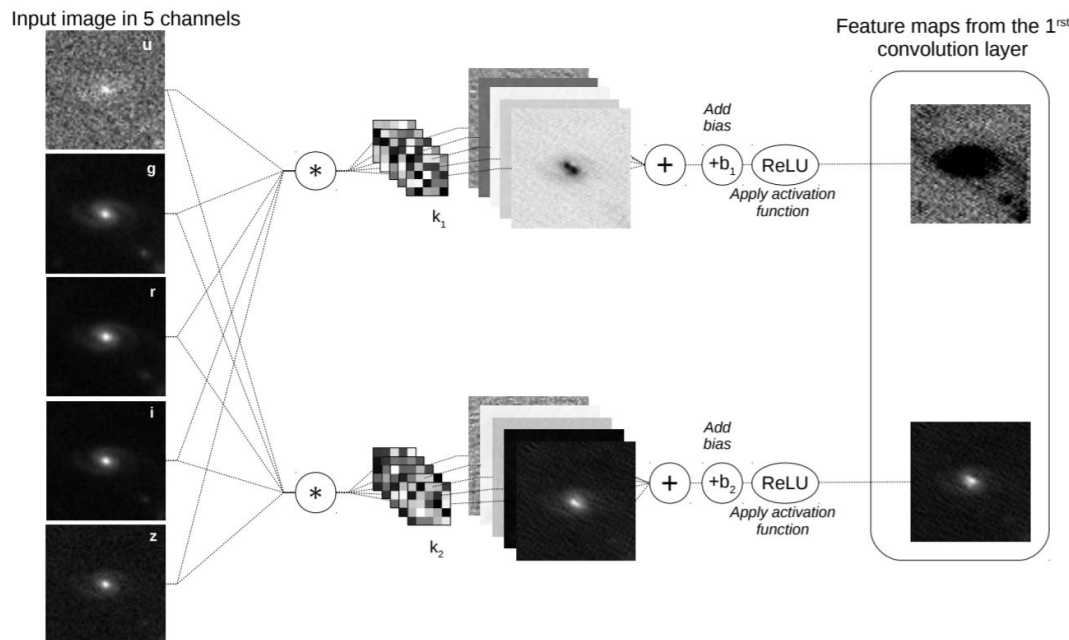 Input image in 5 channels
Feature maps from the 1rst
convolution layer
u
g
r
i
z
*
k1
+
Add
bias
+b1
ReLU
Apply activation
function
*
k2
+
Add
bias
+b2
ReLU
Apply activation
function